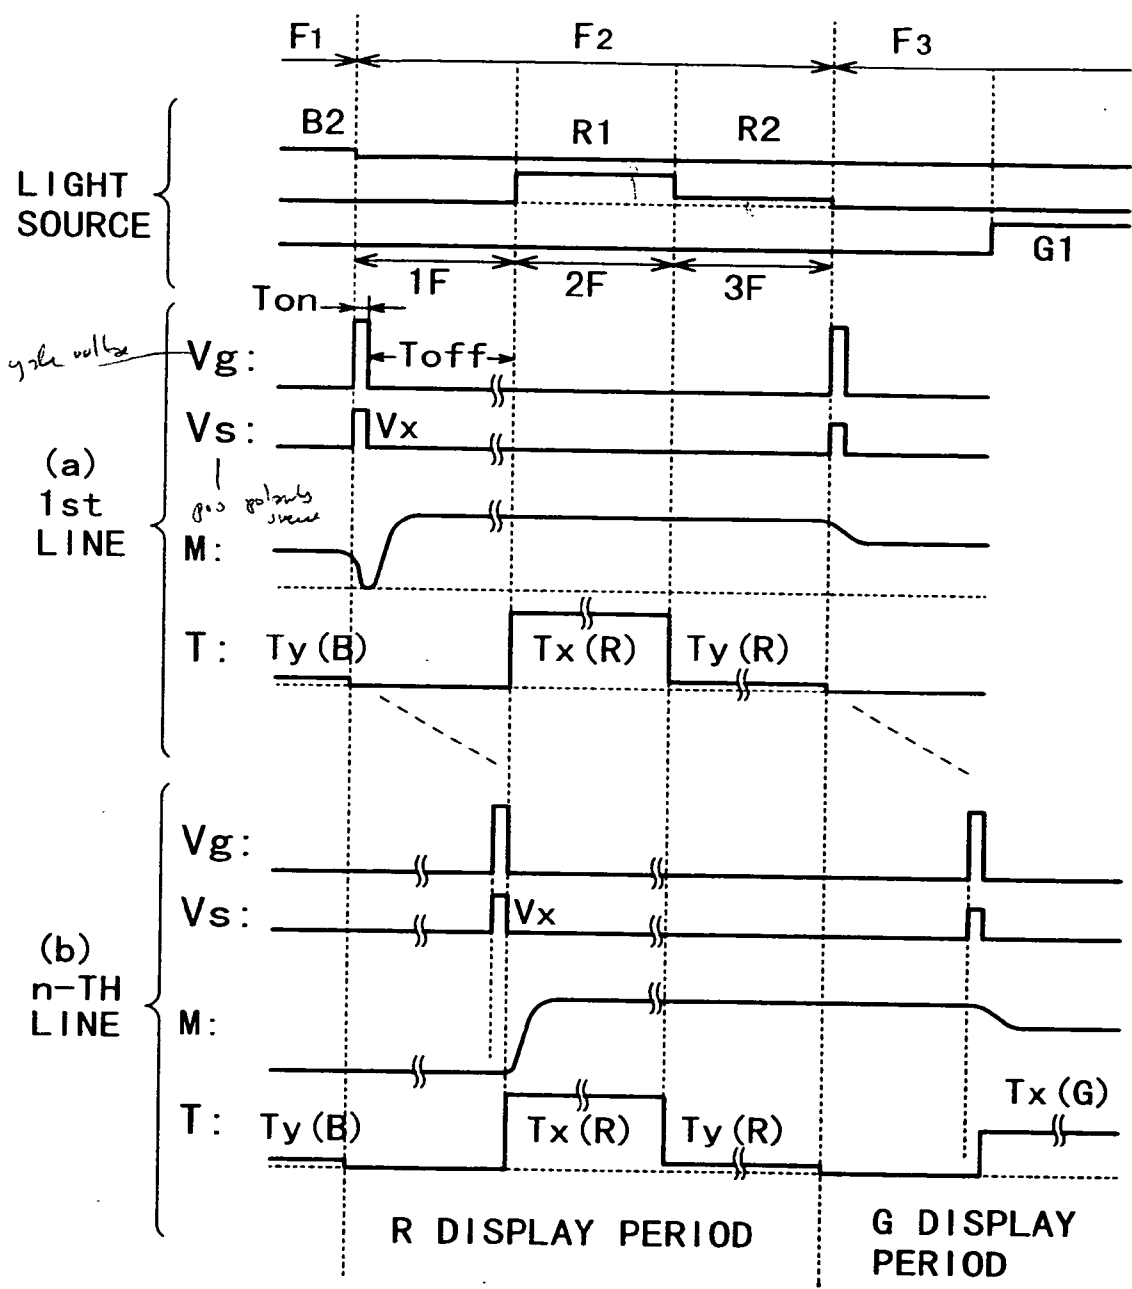 F1 F2 F3
B2 R1 R2
LIGHT
SOURCE
G1
1F 2F 3F
Ton
Vg: Toff
Vs: Vx
(a)
1st
LINE
M:
T: Ty(B) Tx(R) Ty(R)
Vg:
Vs: Vx
(b)
n-TH
LINE
M:
Tx(G)
T: Ty(B) Tx(R) Ty(R)
R DISPLAY PERIOD
G DISPLAY
PERIOD